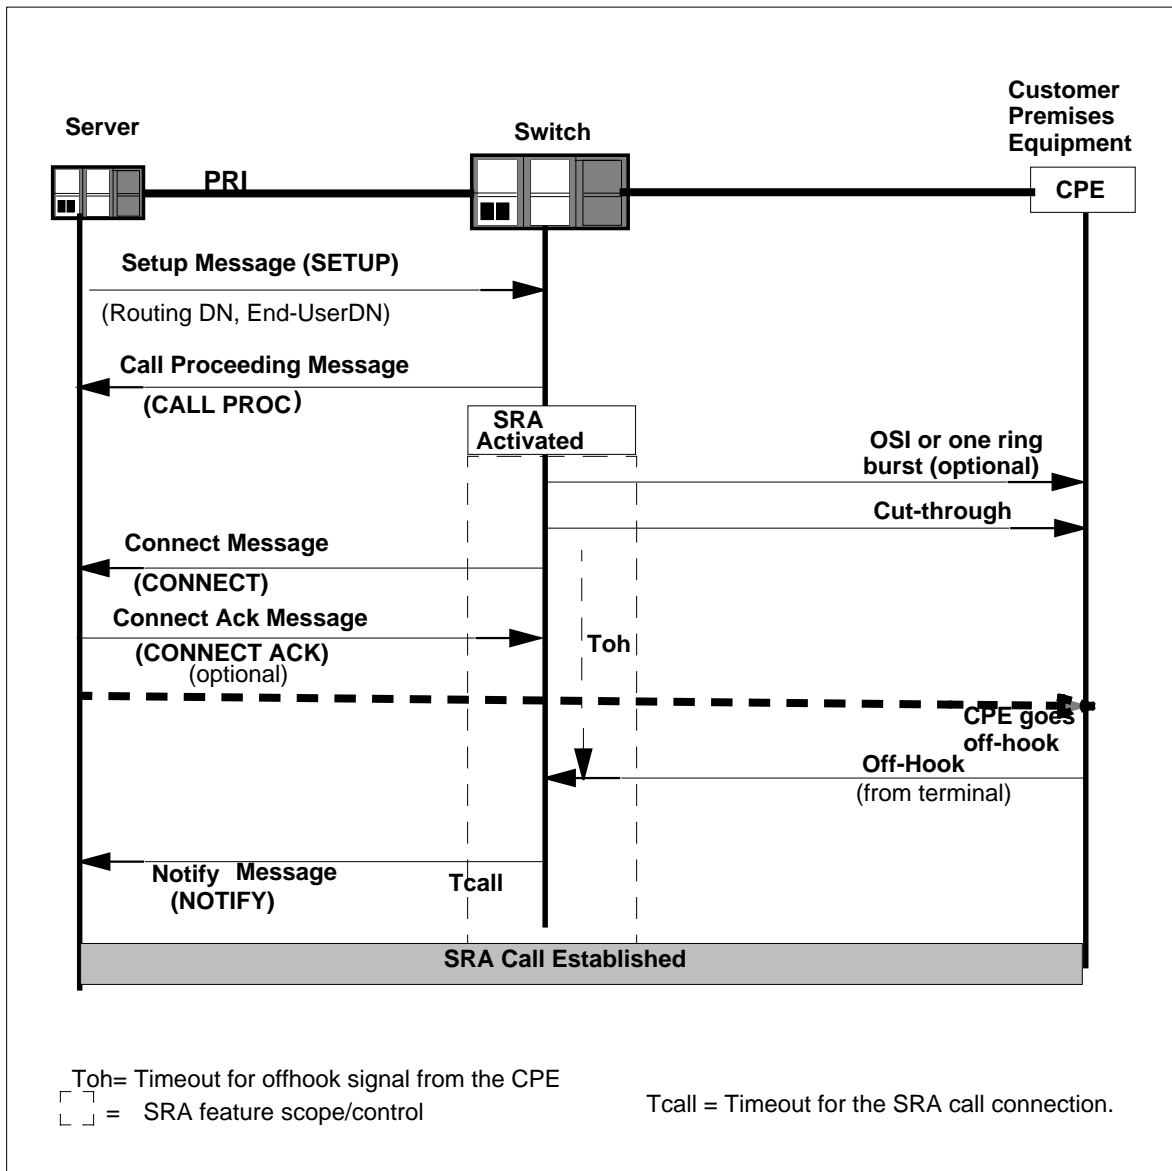 Customer
Premises
Equipment
Server
Switch
PRI
CPE
Setup Message (SETUP)
(Routing DN, End-UserDN)
Call Proceeding Message
(CALL PROC)
SRA
Activated
OSI or one ring
burst (optional)
Cut-through
Connect Message
(CONNECT)
Connect Ack Message
(CONNECT ACK)
(optional)
Toh
CPE goes
off-hook
Off-Hook
(from terminal)
Notify Message
(NOTIFY)
Tcall
SRA Call Established
Toh= Timeout for offhook signal from the CPE
= SRA feature scope/control
Tcall = Timeout for the SRA call connection.